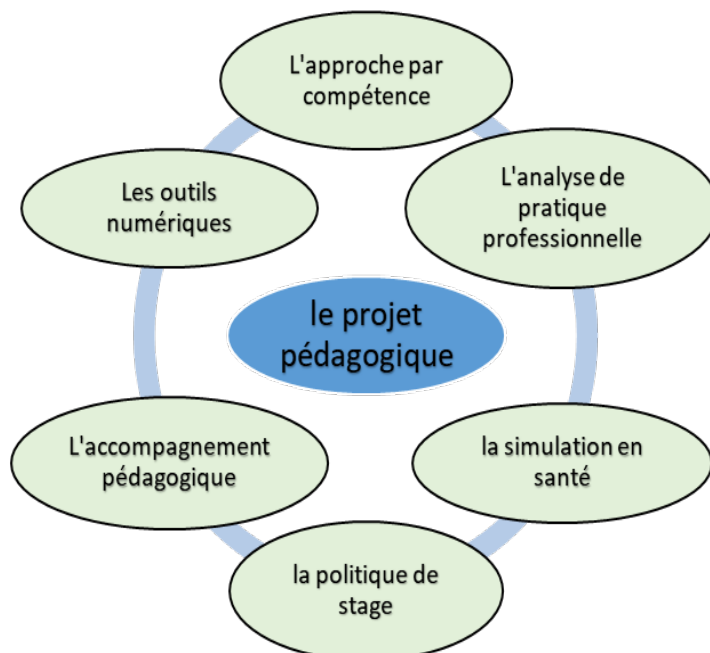 L'approche par
compétence
L'analyse de
pratique
professionnelle
la simulation en
santé
la politique de
stage
L'accompagnement
pédagogique
Les outils
numériques
le projet
pédagogique